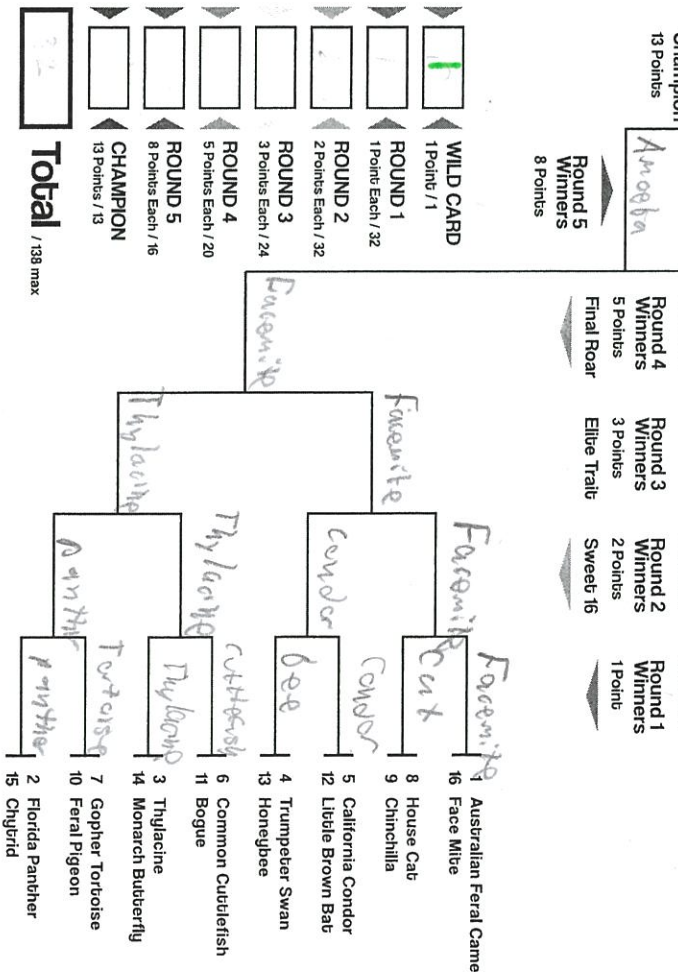 Champion
13 Points
Amoeba
Round 5
Winners
8 Points
Round 4
Winners
5 Points
Final Roar
Round 3
Winners
3 Points
Elite Trait
Round 2
Winners
2 Points
Sweet 16
Round 1
Winners
1 Point
WILD CARD
1 Point / 1
ROUND 1
1 Point Each / 32
ROUND 2
2 Points Each / 32
ROUND 3
3 Points Each / 24
ROUND 4
5 Points Each / 20
ROUND 5
8 Points Each / 16
CHAMPION
13 Points / 13
Total / 138 max
Facemite
Facemite
Thylacine
Facemite
Condor
Thylacine
panther
Facemite
Cat
Condor
bee
Cuttlefish
Thylacine
Tortoise
panther
1 Australian Feral Came
16 Face Mite
8 House Cat
9 Chinchilla
5 California Condor
12 Little Brown Bat
4 Trumpeter Swan
13 Honeybee
6 Common Cuttlefish
11 Bogue
3 Thylacine
14 Monarch Butterfly
7 Gopher Tortoise
10 Feral Pigeon
2 Florida Panther
15 Chytrid